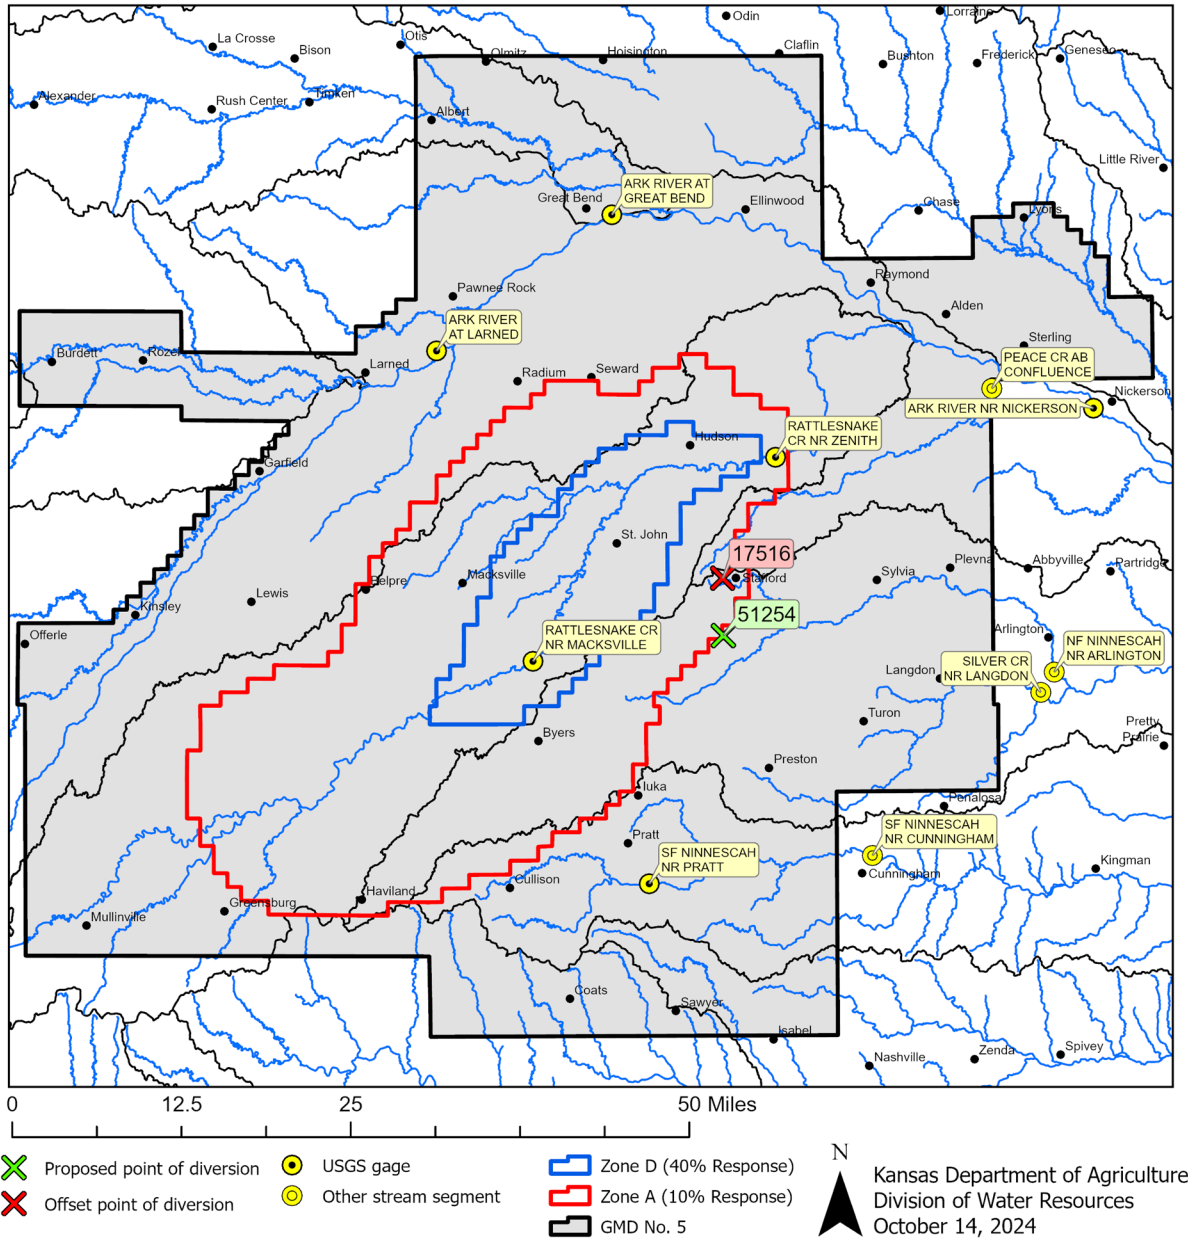 Odin
Lorraine
La Crosse
Otis
Bison
Olmitz
Hoisington
Claflin
Bushton
Frederick
Geneseo
Alexander
Rush Center
Timken
Albert
Little River
ARK RIVER AT
GREAT BEND
Great Bend
Ellinwood
Chase
Lyons
Raymond
Pawnee Rock
Alden
ARK RIVER
AT LARNED
Sterling
Burdett
Rozel
Larned
Radium
Seward
PEACE CR AB
CONFLUENCE
Nickerson
ARK RIVER NR NICKERSON
RATTLESNAKE
CR NR ZENITH
Hudson
Garfield
St. John
17516
Stafford
Macksville
Belpre
Lewis
Kinsley
Sylvia
Plevna
Abbyville
Partridge
51254
Offerle
RATTLESNAKE CR
NR MACKSVILLE
Arlington
NF NINNESCAH
NR ARLINGTON
SILVER CR
NR LANGDON
Langdon
Turon
Pretty
Prairie
Byers
Preston
Iuka
Penalosa
Pratt
SF NINNESCAH
NR CUNNINGHAM
SF NINNESCAH
NR PRATT
Kingman
Cunningham
Cullison
Haviland
Greensburg
Mullinville
Coats
Sawyer
Isabel
Nashville
Zenda
Spivey
0 12.5 25 50 Miles
Proposed point of diversion
Offset point of diversion
USGS gage
Other stream segment
Zone D (40% Response)
Zone A (10% Response)
GMD No. 5
N
Kansas Department of Agriculture
Division of Water Resources
October 14, 2024